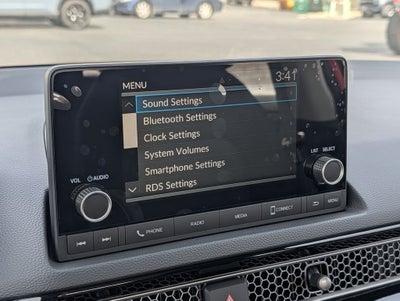 MENU 3:41
Sound Settings
Bluetooth Settings
Clock Settings
System Volumes
Smartphone Settings
RDS Settings
VOL AUDIO
LIST SELECT
PHONE RADIO MEDIA CONNECT MENU